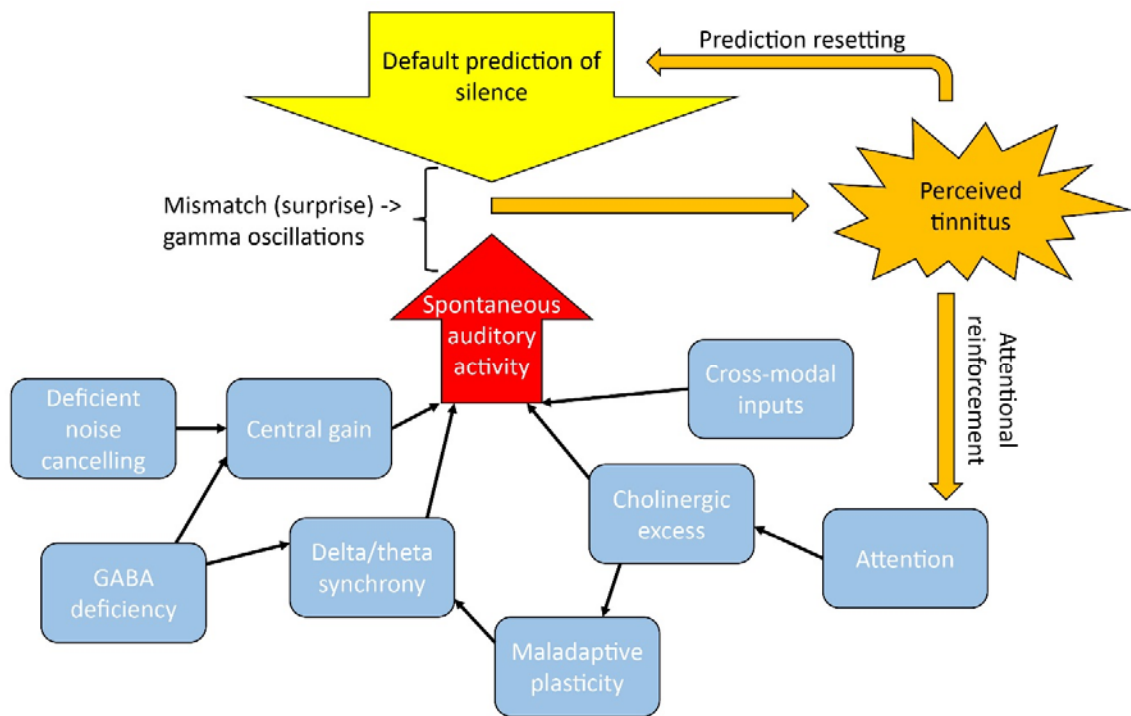 Default prediction of
silence
Prediction resetting
Mismatch (surprise) ->
gamma oscillations
Perceived
tinnitus
Spontaneous
auditory
activity
Attentional
reinforcement
Cross-modal
inputs
Deficient
noise
cancelling
Central gain
Cholinergic
excess
Attention
Delta/theta
synchrony
GABA
deficiency
Maladaptive
plasticity